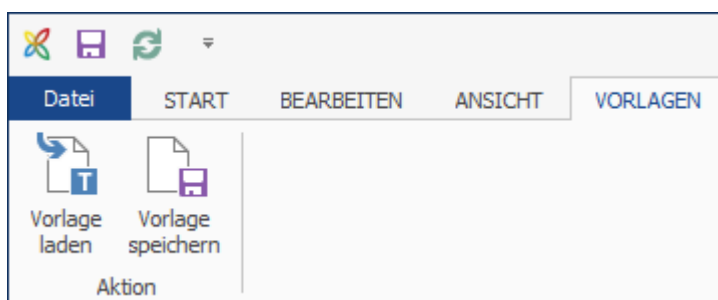 Datei START BEARBEITEN ANSICHT VORLAGEN
T
Vorlage laden
Vorlage speichern
Aktion